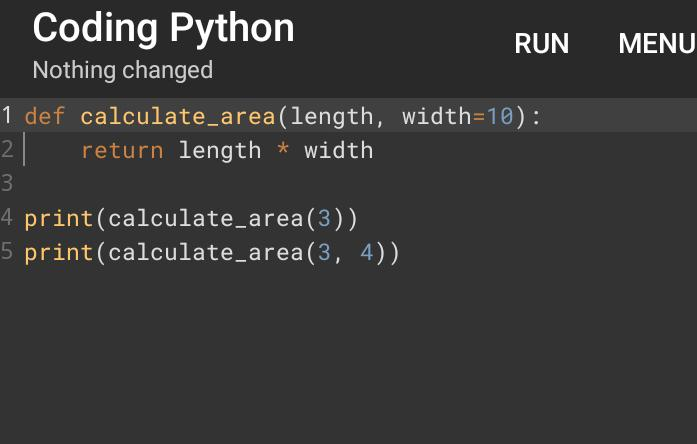 Coding Python
RUN MENU
Nothing changed
1 def calculate_area(length, width=10):
2     return length * width
3
4 print(calculate_area(3))
5 print(calculate_area(3, 4))